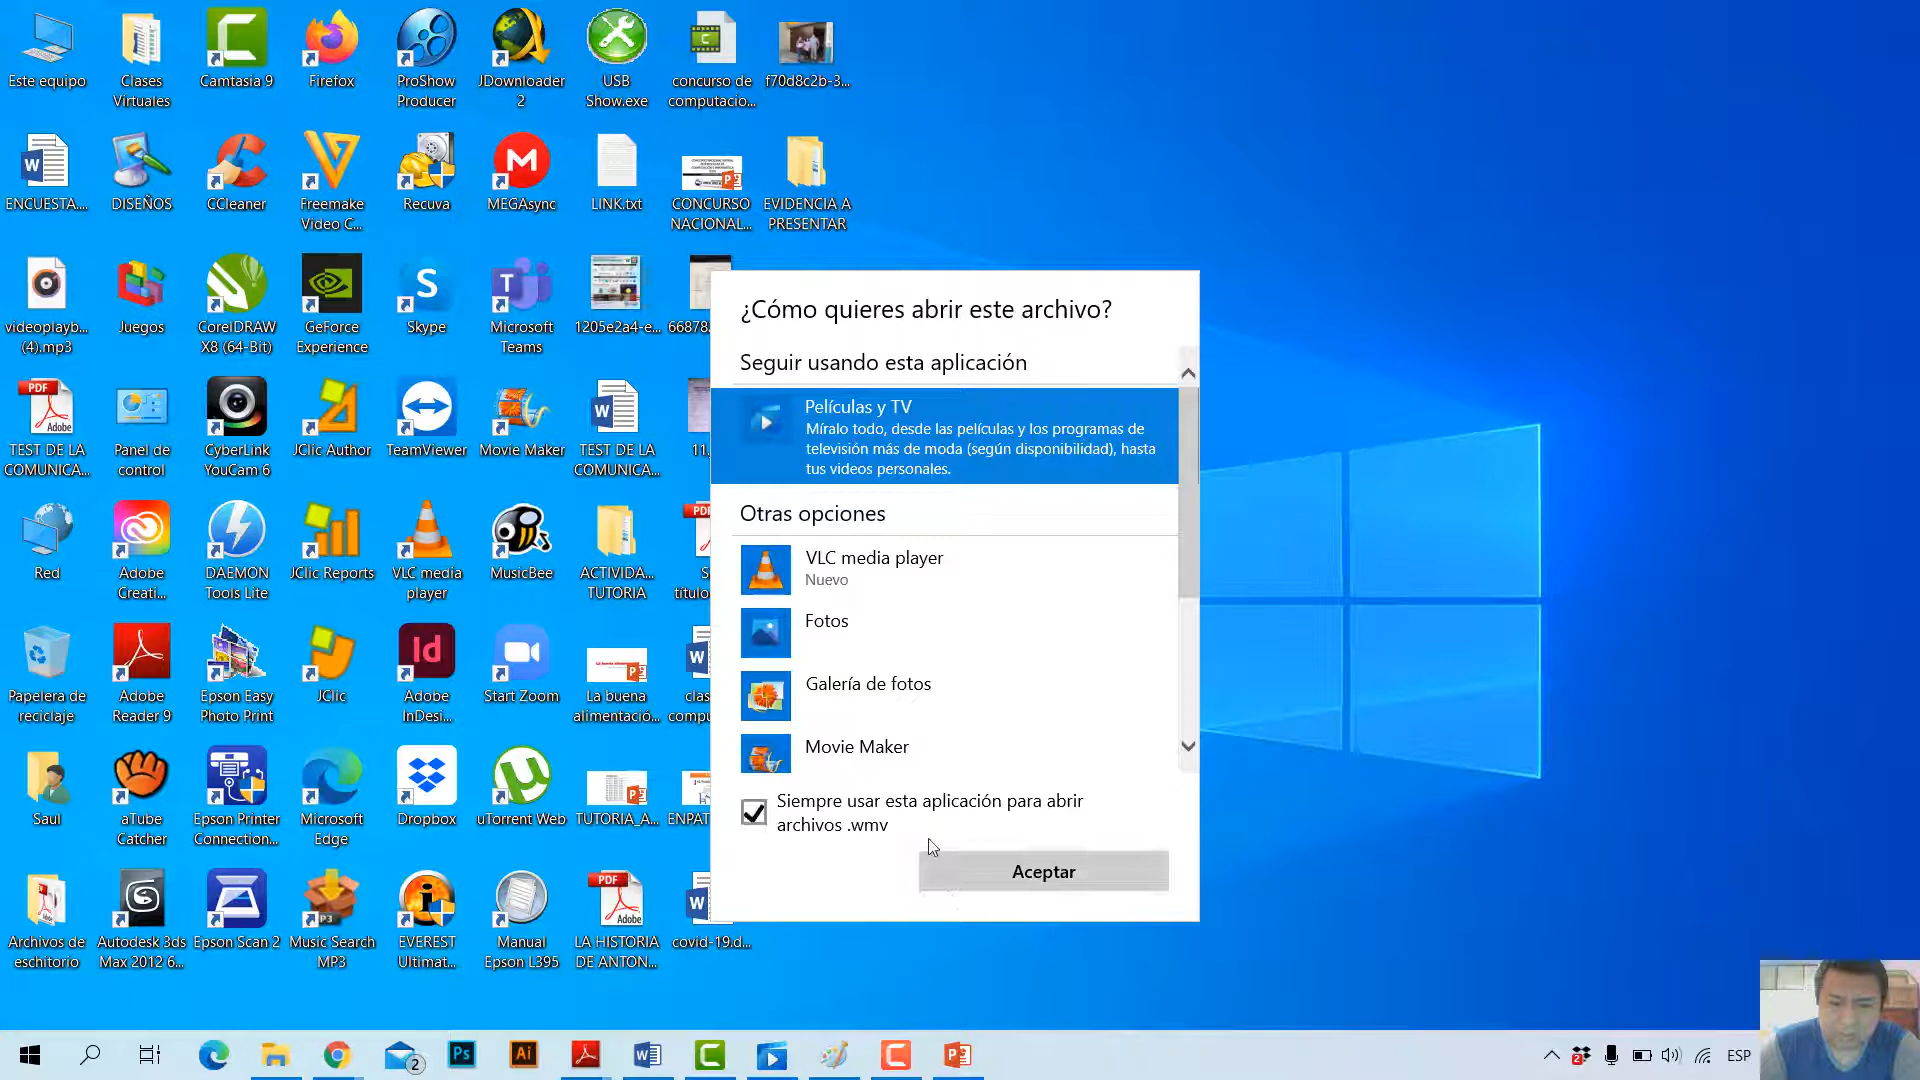 Este equipo
Clases
Virtuales
Camtasia 9
Firefox
ProShow
Producer
JDownloader
2
USB
Show.exe
concurso de
computacio...
f70d8c2b-3...
ENCUESTA....
DISEÑOS
CCleaner
Freemake
Video C...
Recuva
MEGAsync
LINK.txt
CONCURSO
NACIONAL...
EVIDENCIA A
PRESENTAR
videoplayb...
(4).mp3
Juegos
CorelDRAW
X8 (64-Bit)
GeForce
Experience
Skype
Microsoft
Teams
1205e2a4-e...
66878.
TEST DE LA
COMUNICA...
Panel de
control
CyberLink
YouCam 6
JClic Author
TeamViewer
Movie Maker
TEST DE LA
COMUNICA...
11.
Red
Adobe
Creati...
DAEMON
Tools Lite
JClic Reports
VLC media
player
MusicBee
ACTIVIDA...
TUTORIA
S
titulo
Papelera de
reciclaje
Adobe
Reader 9
Epson Easy
Photo Print
JClic
Adobe
InDesi...
Start Zoom
La buena
alimentació...
clas
compu
Saul
aTube
Catcher
Epson Printer
Connection...
Microsoft
Edge
Dropbox
uTorrent Web
TUTORIA_A...
ENPAT
Archivos de
eschitorio
Autodesk 3ds
Max 2012 6...
Epson Scan 2
Music Search
MP3
EVEREST
Ultimat...
Manual
Epson L395
LA HISTORIA
DE ANTON...
covid-19.d...
¿Cómo quieres abrir este archivo?
Seguir usando esta aplicación
Películas y TV
Míralo todo, desde las películas y los programas de
televisión más de moda (según disponibilidad), hasta
tus videos personales.
Otras opciones
VLC media player
Nuevo
Fotos
Galería de fotos
Movie Maker
Siempre usar esta aplicación para abrir
archivos .wmv
Aceptar
2
Ps
Ai
2
ESP